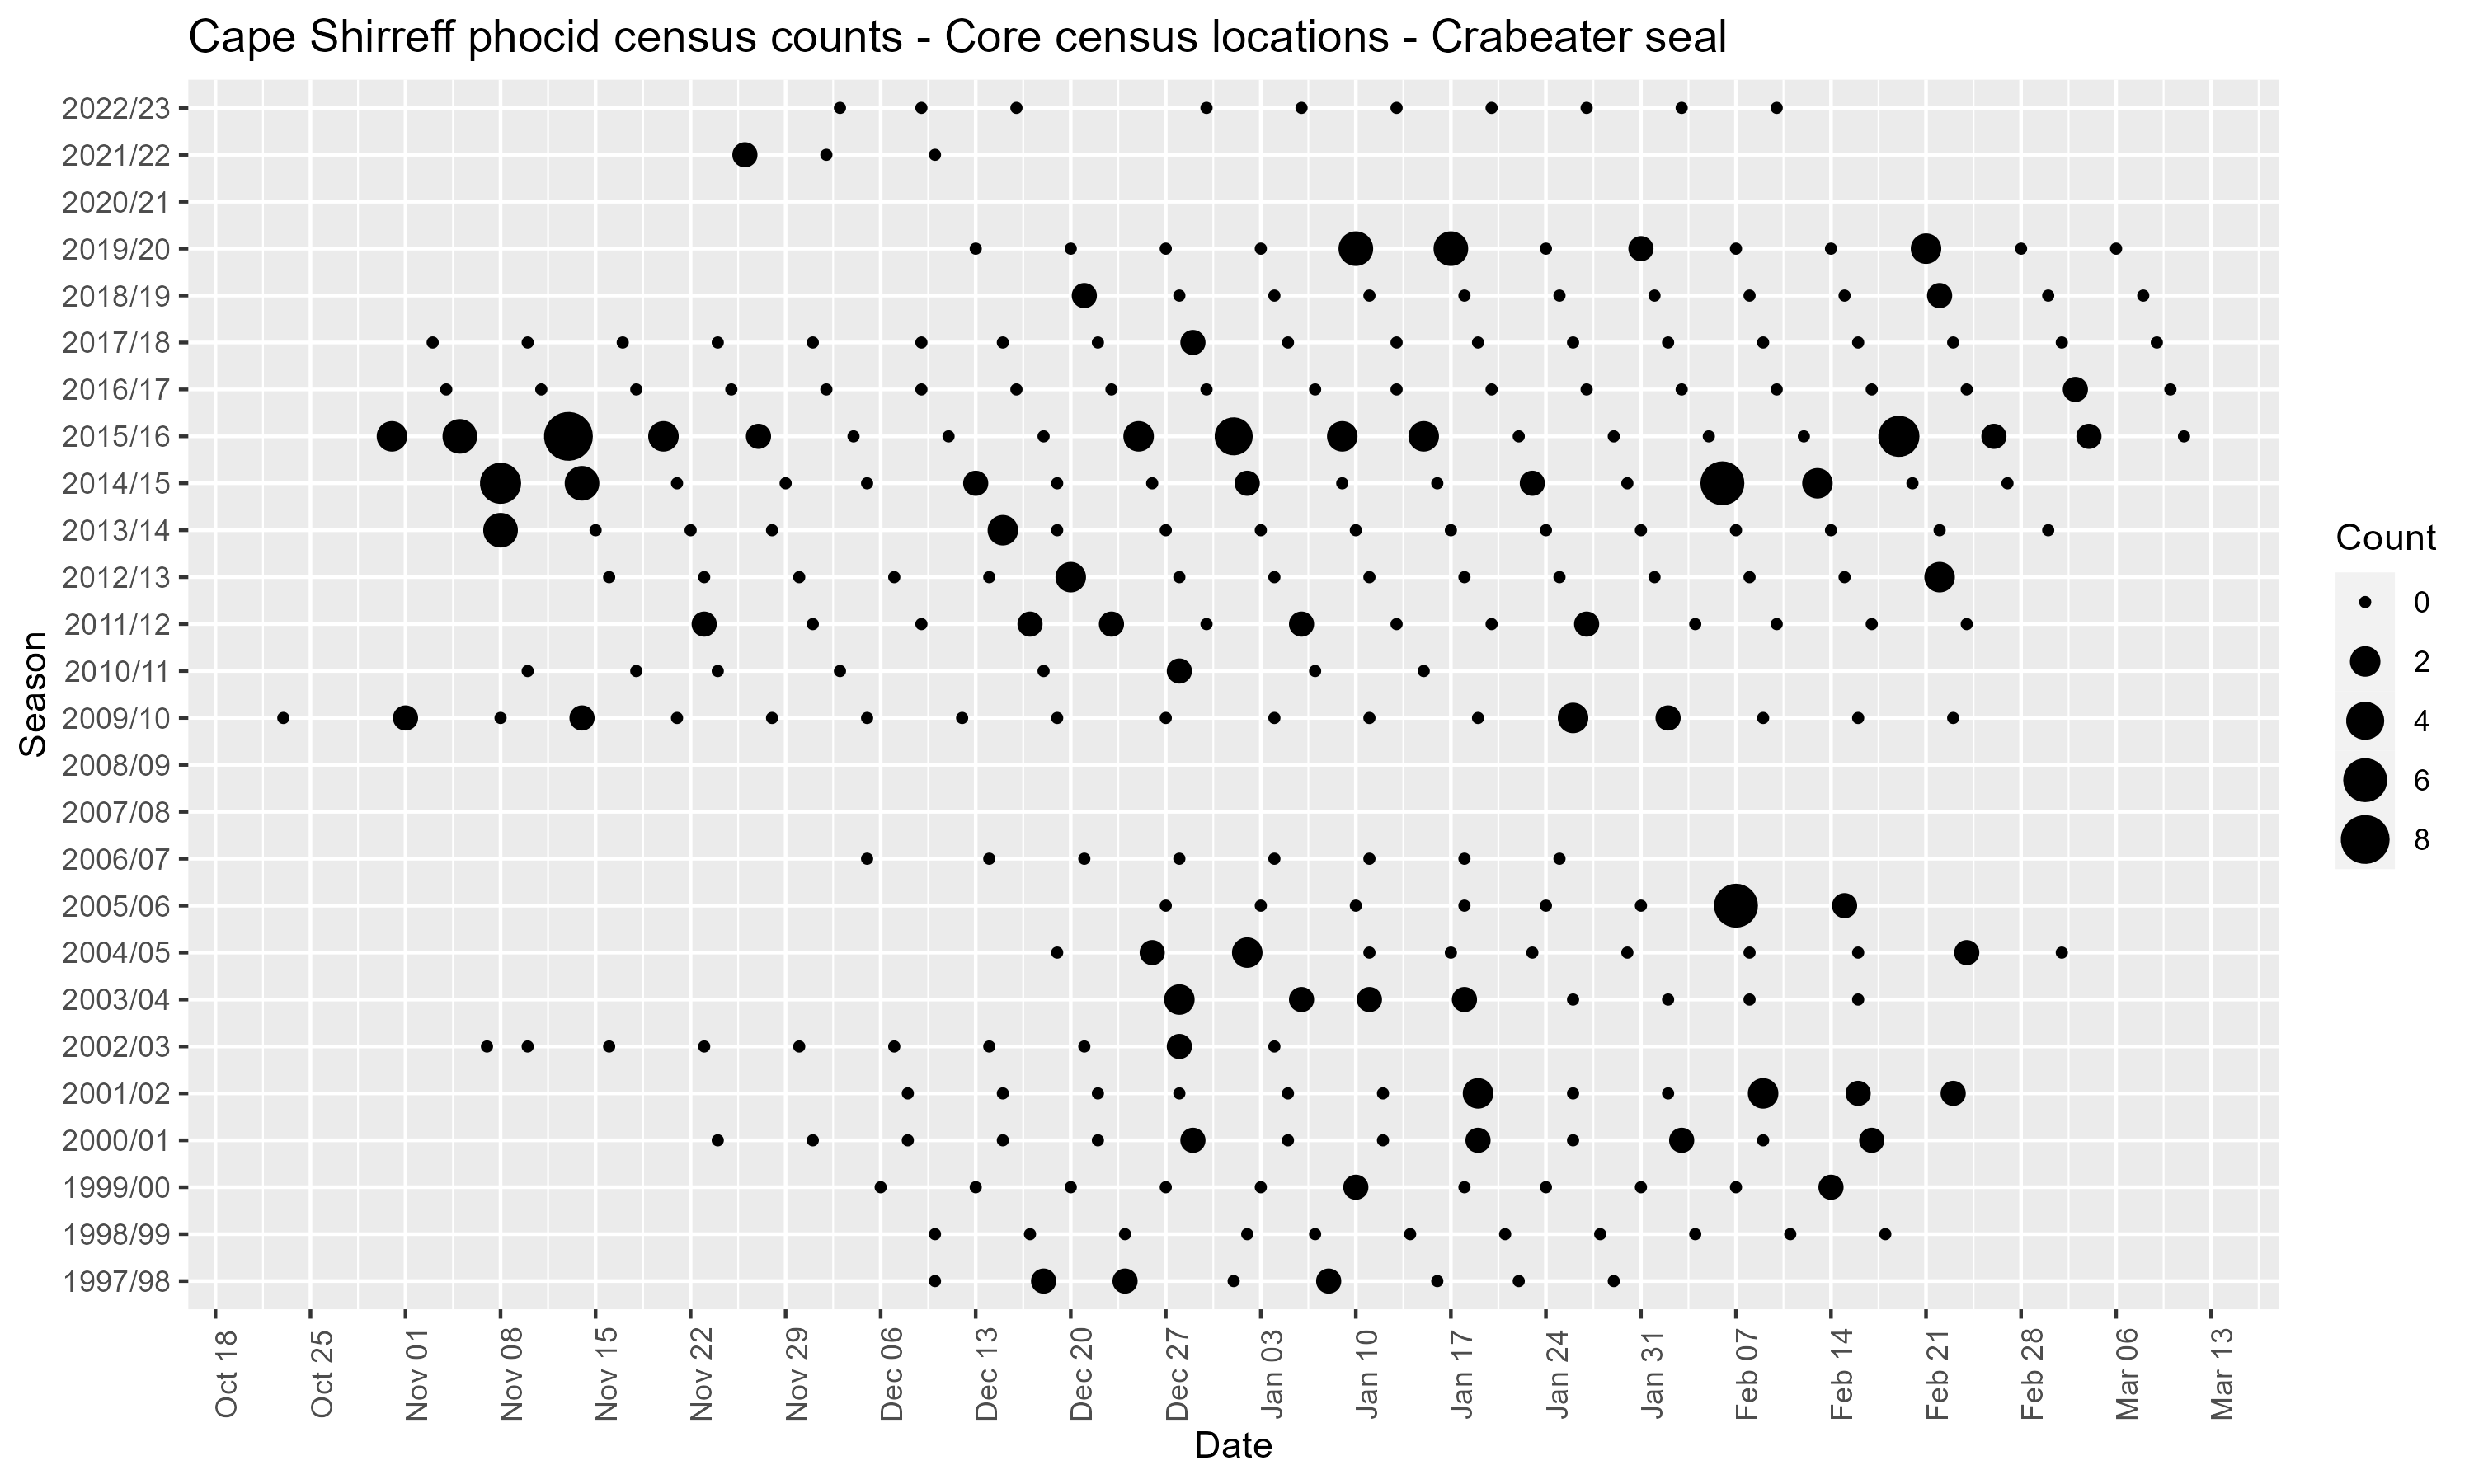 Cape Shirreff phocid census counts - Core census locations - Crabeater seal
Season
2022/23
2021/22
2020/21
2019/20
2018/19
2017/18
2016/17
2015/16
2014/15
2013/14
2012/13
2011/12
2010/11
2009/10
2008/09
2007/08
2006/07
2005/06
2004/05
2003/04
2002/03
2001/02
2000/01
1999/00
1998/99
1997/98
Oct 18
Oct 25
Nov 01
Nov 08
Nov 15
Nov 22
Nov 29
Dec 06
Dec 13
Dec 20
Dec 27
Jan 03
Jan 10
Jan 17
Jan 24
Jan 31
Feb 07
Feb 14
Feb 21
Feb 28
Mar 06
Mar 13
Date
Count
0
2
4
6
8